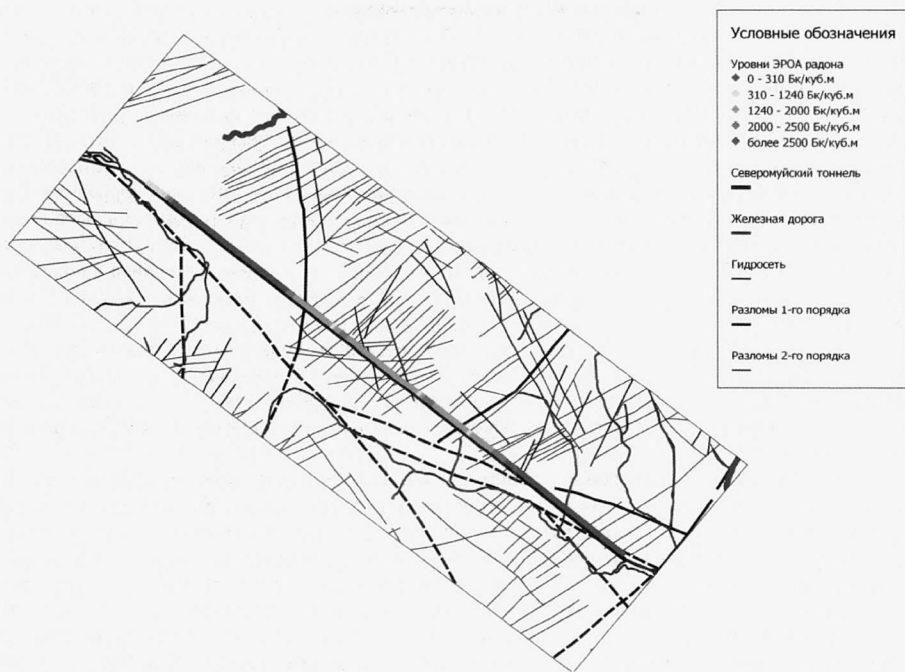 Условные обозначения
Уровни ЭРОА радона
0 - 310 Бк/куб.м
310 - 1240 Бк/куб.м
1240 - 2000 Бк/куб.м
2000 - 2500 Бк/куб.м
более 2500 Бк/куб.м
Северомуйский тоннель
Железная дорога
Гидросеть
Разломы 1-го порядка
Разломы 2-го порядка